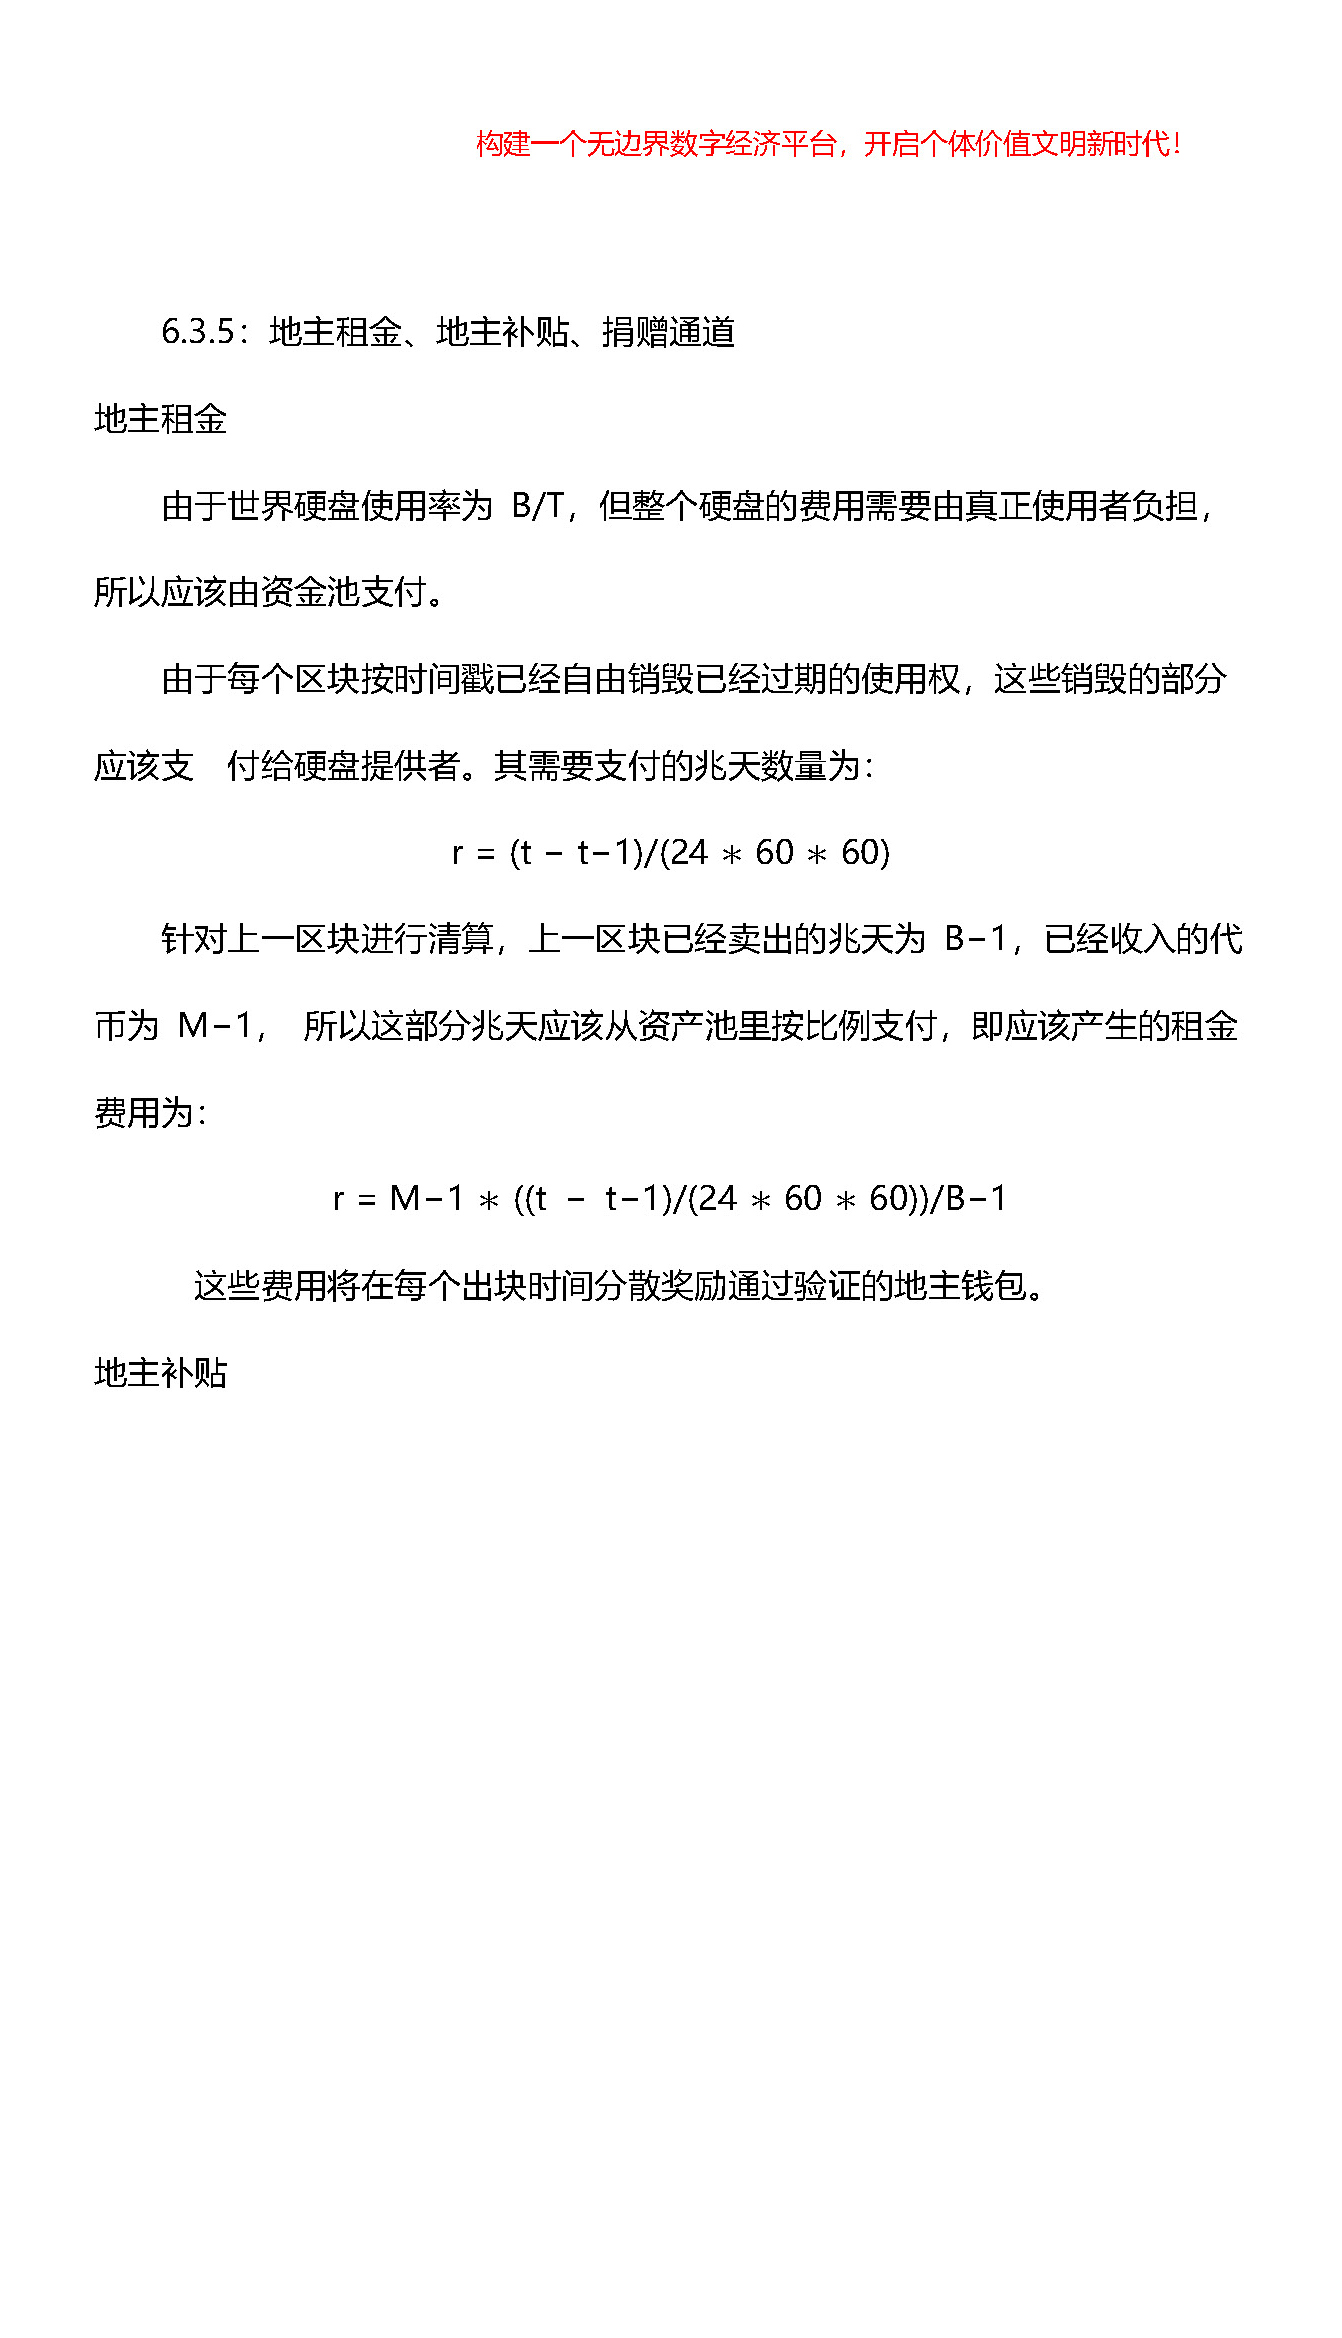 构建一个无边界数字经济平台，开启个体价值文明新时代！
6.3.5：地主租金、地主补贴、捐赠通道
地主租金
由于世界硬盘使用率为 B/T，但整个硬盘的费用需要由真正使用者负担，
所以应该由资金池支付。
由于每个区块按时间戳已经自由销毁已经过期的使用权，这些销毁的部分
应该支　付给硬盘提供者。其需要支付的兆天数量为：
r = (t − t−1)/(24 ∗ 60 ∗ 60)
针对上一区块进行清算，上一区块已经卖出的兆天为 B−1，已经收入的代
币为 M−1， 所以这部分兆天应该从资产池里按比例支付，即应该产生的租金
费用为：
r = M−1 ∗ ((t − t−1)/(24 ∗ 60 ∗ 60))/B−1
这些费用将在每个出块时间分散奖励通过验证的地主钱包。
地主补贴